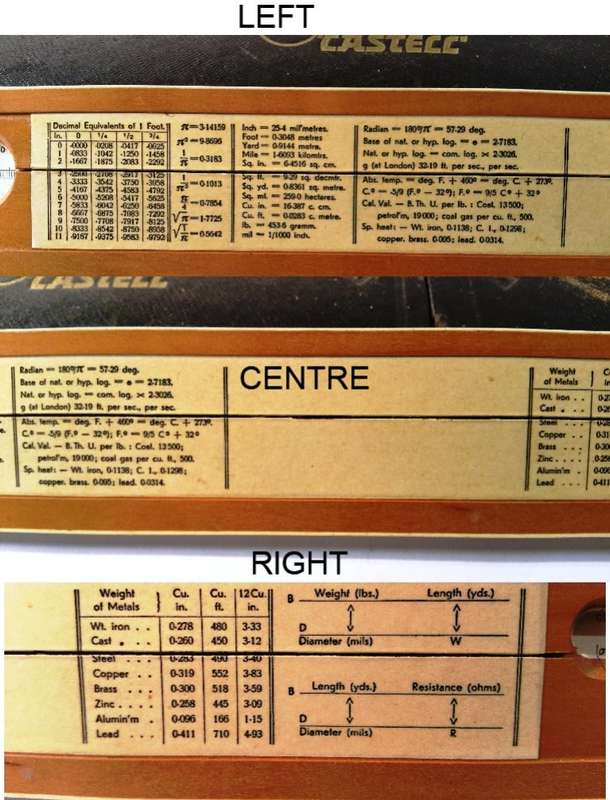 LEFT
CASTELL
Decimal Equivalents of 1 Foot.
In. 0 1/4 1/2 3/4
0 ·0000 ·0208 ·0417 ·0625
1 ·0833 ·1042 ·1250 ·1458
2 ·1667 ·1875 ·2083 ·2292
3 ·2500 ·2708 ·2917 ·3125
4 ·3333 ·3542 ·3750 ·3958
5 ·4167 ·4375 ·4583 ·4792
6 ·5000 ·5208 ·5417 ·5625
7 ·5833 ·6042 ·6250 ·6458
8 ·6667 ·6875 ·7083 ·7292
9 ·7500 ·7708 ·7917 ·8125
10 ·8333 ·8542 ·8750 ·8958
11 ·9167 ·9375 ·9583 ·9792
π = 3·14159
π² = 9·8696
1/π = 0·3183
1/π² = 0·1013
π/4 = 0·7854
√π = 1·7725
√1/π = 0·5642
Inch = 25·4 mil'metres.
Foot = 0·3048 metres
Yard = 0·9144 metre.
Mile = 1·6093 kilomtrs.
Sq. in. = 6·4516 sq. cm.
Sq. ft. = 9·29 sq. decmtr.
Sq. yd. = 0·8361 sq. metre.
Sq. mil. = 259·0 hectares.
Cu. in. = 16·387 c. cm.
Cu. ft. = 0·0283 c. metre.
lb. = 453·6 gramm.
mil = 1/1000 inch.
Radian = 180°/π = 57·29 deg.
Base of nat. or hyp. log. = e = 2·7183.
Nat. or hyp. log. = com. log. × 2·3026.
g (at London) 32·19 ft. per sec., per sec.
Abs. temp. = deg. F. + 460° = deg. C. + 273°.
C.° = 5/9 (F.° − 32°); F.° = 9/5 C° + 32°
Cal. Val. — B. Th. U. per lb. : Coal, 13500;
petrol'm, 19000; coal gas per cu. ft., 500.
Sp. heat: — Wt. iron, 0·1138; C. I., 0·1298;
copper. brass. 0·095; lead. 0·0314.
CASTELL
Radian = 180°/π = 57·29 deg.
Base of nat. or hyp. log. = e = 2·7183.
Nat. or hyp. log. = com. log. × 2·3026.
g (at London) 32·19 ft. per sec., per sec.
Abs. temp. = deg. F. + 460° = deg. C. + 273°.
C.° = 5/9 (F.° − 32°); F.° = 9/5 C° + 32°
Cal. Val. — B. Th. U. per lb. : Coal, 13500;
petrol'm, 19000; coal gas per cu. ft., 500.
Sp. heat: — Wt. iron, 0·1138; C. I., 0·1298;
copper. brass. 0·095; lead. 0·0314.
CENTRE
Weight
of Metals
Wt. iron . .
Cast " . .
Steel . . .
Copper . .
Brass . . .
Zinc . . . .
Alumin'm .
Lead . . .
RIGHT
Weight of Metals } Cu. in. Cu. ft. 12Cu. in.
Wt. iron . . 0·278 480 3·33
Cast " . . 0·260 450 3·12
Steel . . . 0·283 490 3·40
Copper . . 0·319 552 3·83
Brass . . . 0·300 518 3·59
Zinc . . . . 0·258 445 3·09
Alumin'm . 0·096 166 1·15
Lead . . . 0·411 710 4·93
B Weight (lbs.) Length (yds.)
D
Diameter (mils) W
B Length (yds.) Resistance (ohms)
D
Diameter (mils) R